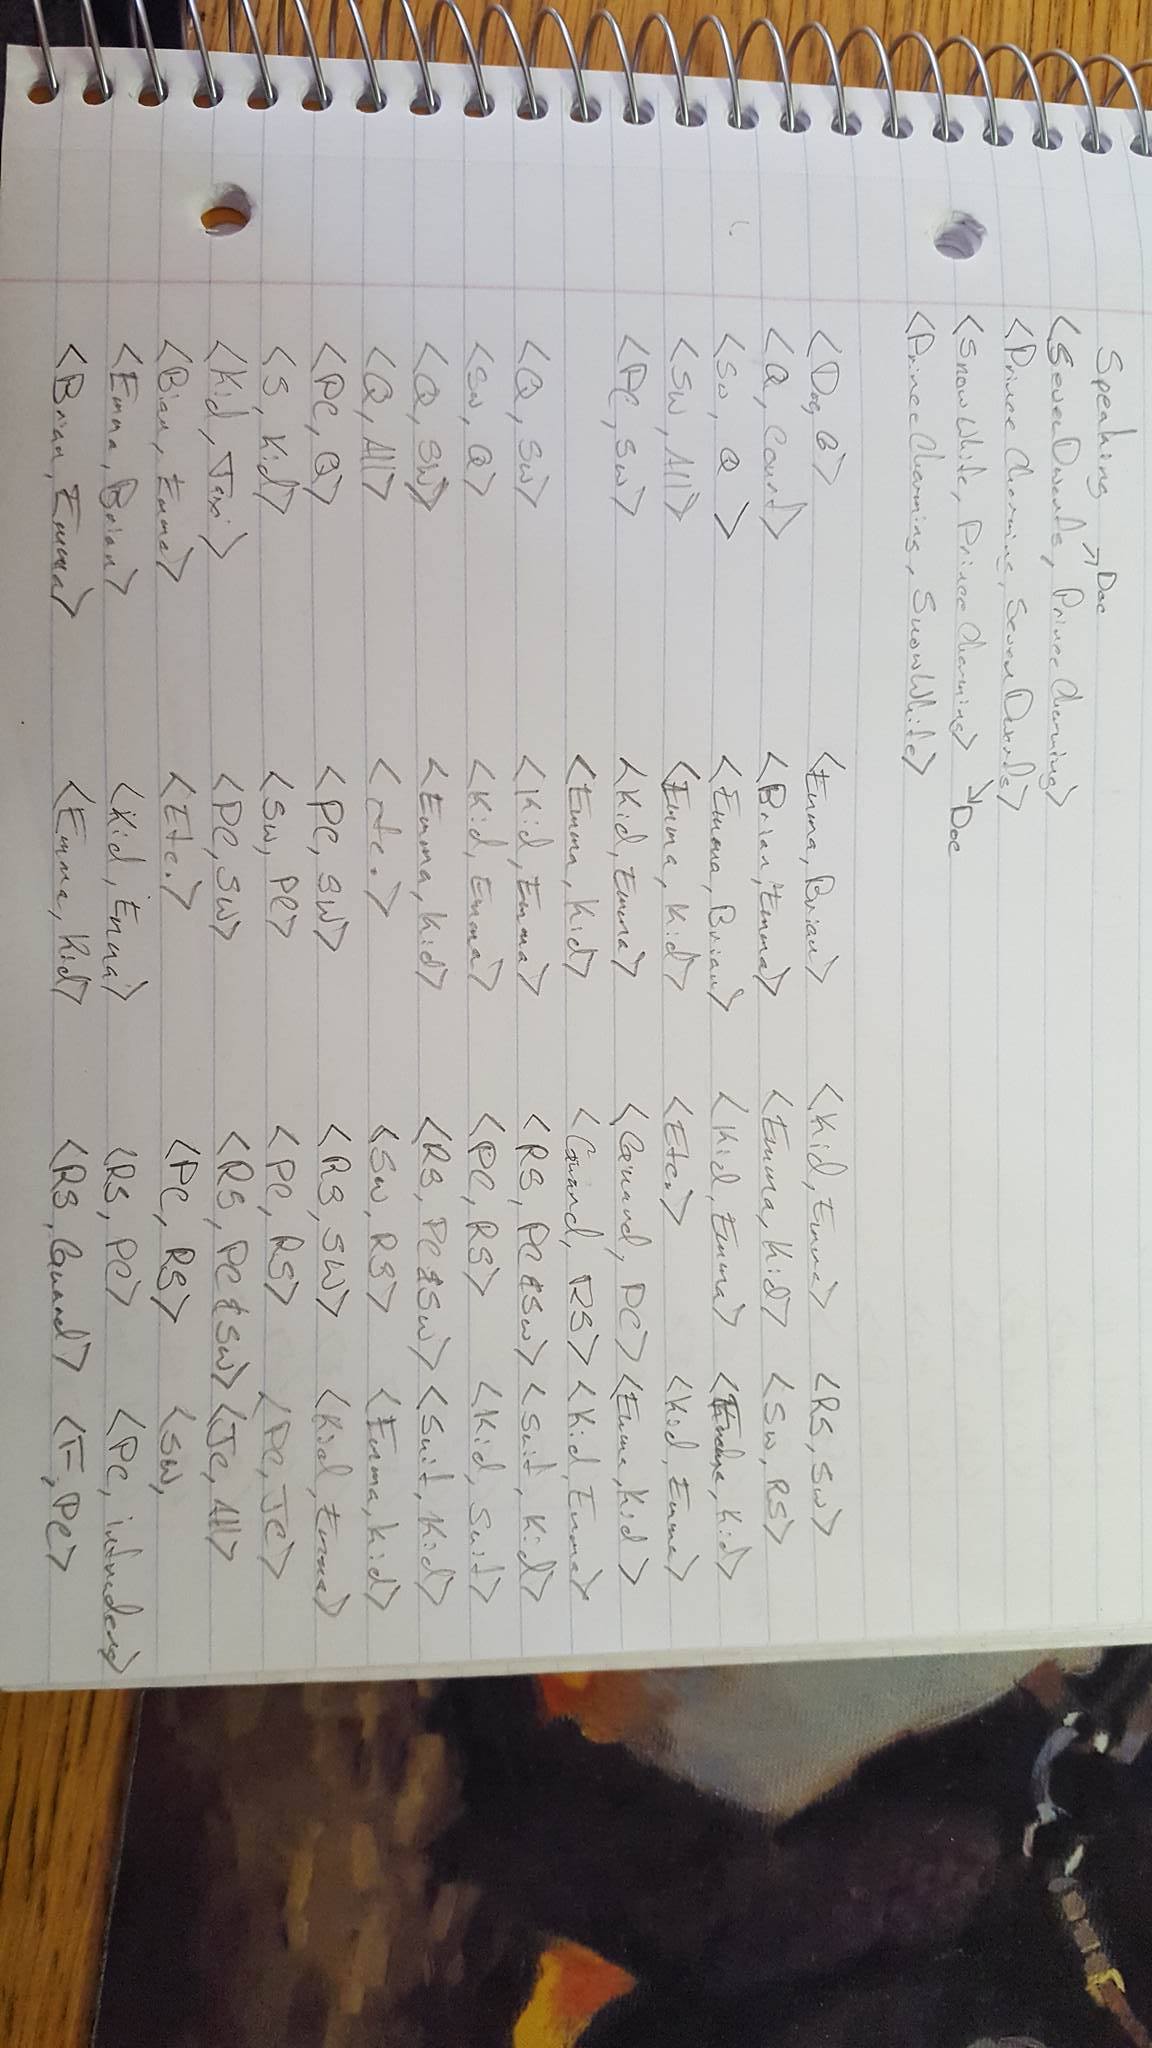 Speaking
Doc
<Seven Dwarfs, Prince Charming>
<Prince Charming, Seven Dwarfs>
<Snow White, Prince Charming> Doc
<Prince Charming, Snow White>
<Dog, G> <Emma, Brian> <Kid, Emma> <RS, SW>
<Q, Court> <Brian, Emma> <Emma, Kid> <SW, RS>
<SW, Q> <Emma, Brian> <Kid, Emma> <Emma, Kid>
<SW, All> <Emma, Kid> <Etc.> <Kid, Emma>
<PC, SW> <Kid, Emma> <Guard, PC> <Emma, Kid>
<Emma, Kid> <Guard, RS> <Kid, Emma>
<Q, SW> <Kid, Emma> <RS, PC & SW> <Suit, Kid>
<SW, Q> <Kid, Emma> <PC, RS> <Kid, Suit>
<Q, SW> <Emma, Kid> <RS, PC & SW> <Suit, Kid>
<Q, All> <etc.> <SW, RS> <Emma, Kid>
<PC, Q> <PC, SW> <RS, SW> <Kid, Emma>
<S, Kid> <SW, PC> <PC, RS> <PC, JC>
<Kid, Taxi> <PC, SW> <RS, PC & SW> <JC, All>
<Bian, Emma> <Etc.> <PC, RS> <SW,
<Emma, Brian> <Kid, Emma> <RS, PC> <PC, intruders>
<Brian, Emma> <Emma, Kid> <RS, Guard> <F, PC>